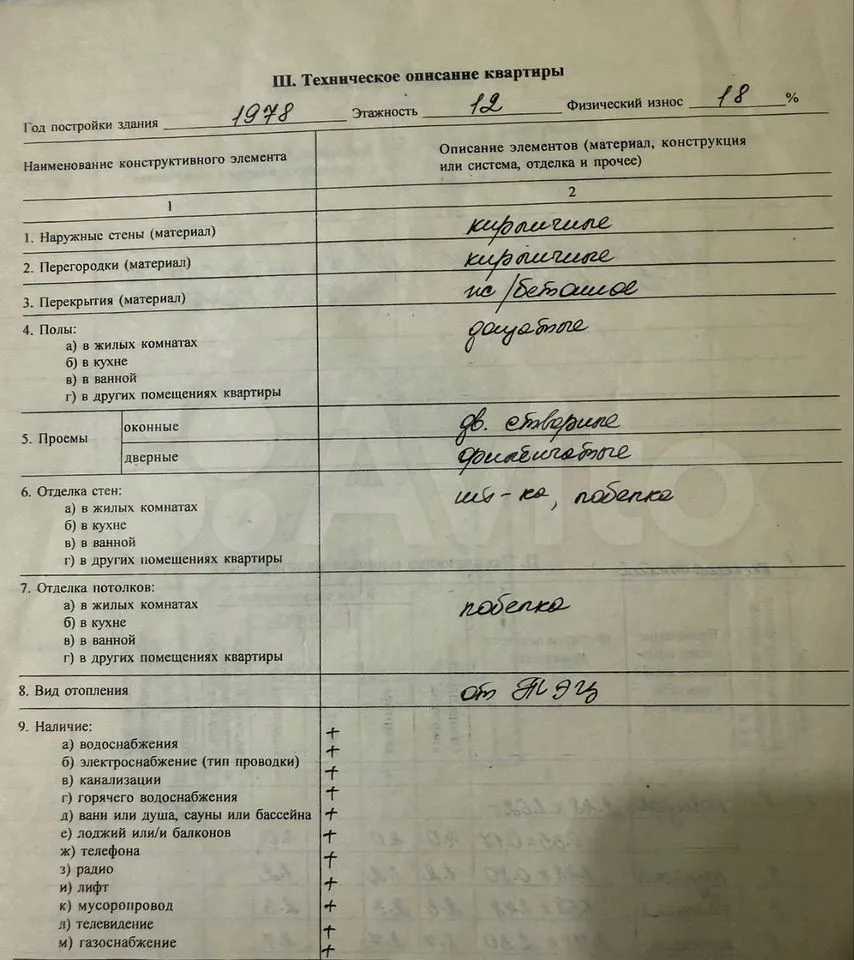 III. Техническое описание квартиры
Год постройки здания 1978 Этажность 12 Физический износ 18 %
Наименование конструктивного элемента
Описание элементов (материал, конструкция
или система, отделка и прочее)
1
2
1. Наружные стены (материал) кирпичные
2. Перегородки (материал) кирпичные
3. Перекрытия (материал) ж/бетонное
4. Полы: дощатые
а) в жилых комнатах
б) в кухне
в) в ванной
г) в других помещениях квартиры
5. Проемы
оконные дв. створные
дверные филенчатые
6. Отделка стен: шт-ка, побелка
а) в жилых комнатах
б) в кухне
в) в ванной
г) в других помещениях квартиры
7. Отделка потолков:
а) в жилых комнатах побелка
б) в кухне
в) в ванной
г) в других помещениях квартиры
8. Вид отопления от ТЭЦ
9. Наличие: +
а) водоснабжения +
б) электроснабжение (тип проводки)
в) канализации +
г) горячего водоснабжения +
д) ванн или душа, сауны или бассейна +
е) лоджий или/и балконов +
ж) телефона +
з) радио
и) лифт +
к) мусоропровод +
л) телевидение +
м) газоснабжение +
Avito